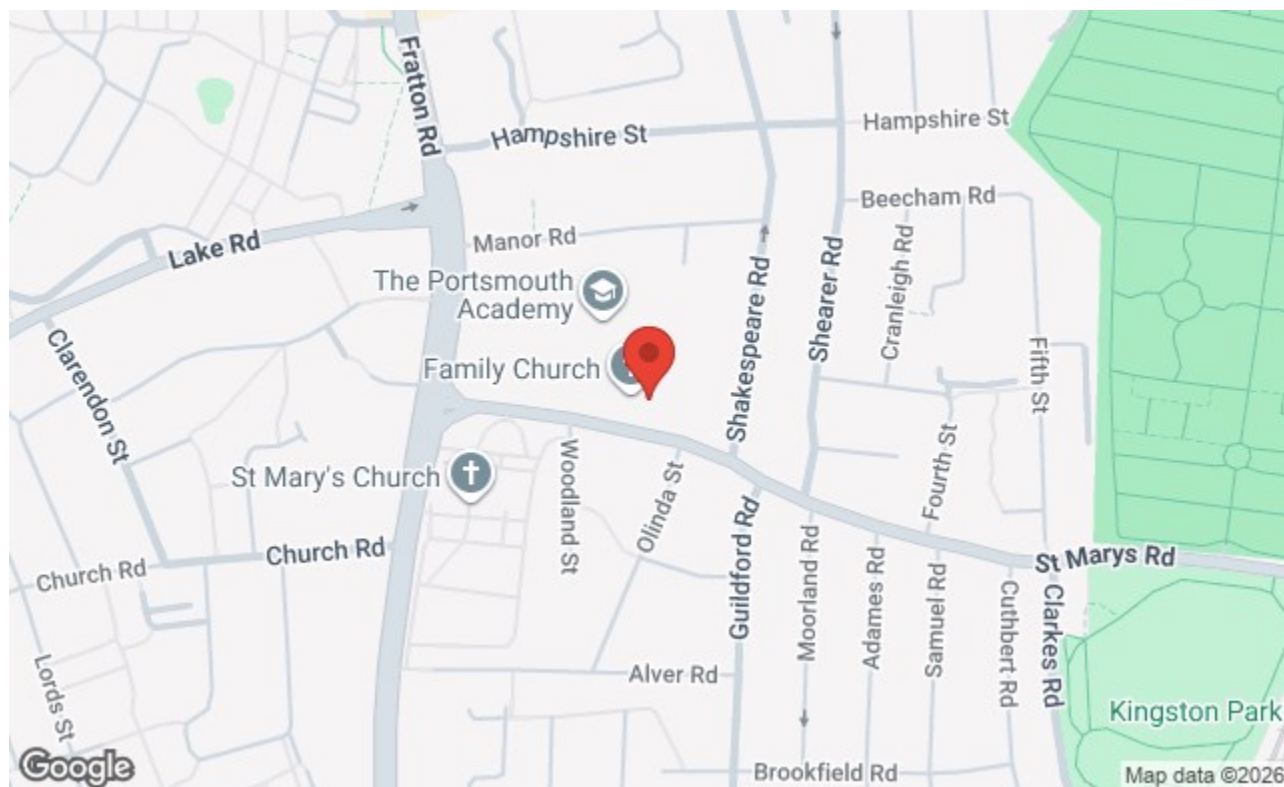 Fratton Rd
Hampshire St
Hampshire St
Beecham Rd
Lake Rd
Manor Rd
Cranleigh Rd
The Portsmouth
Academy
Shakespeare Rd
Shearer Rd
Family Church
Clarendon St
Fifth St
St Mary's Church
Woodland St
Olinda St
Fourth St
Guildford Rd
Moorland Rd
Adames Rd
Samuel Rd
Cuthbert Rd
Clarkes Rd
St Marys Rd
Church Rd
Church Rd
Lords St
Alver Rd
Kingston Park
Brookfield Rd
Google
Map data ©2026